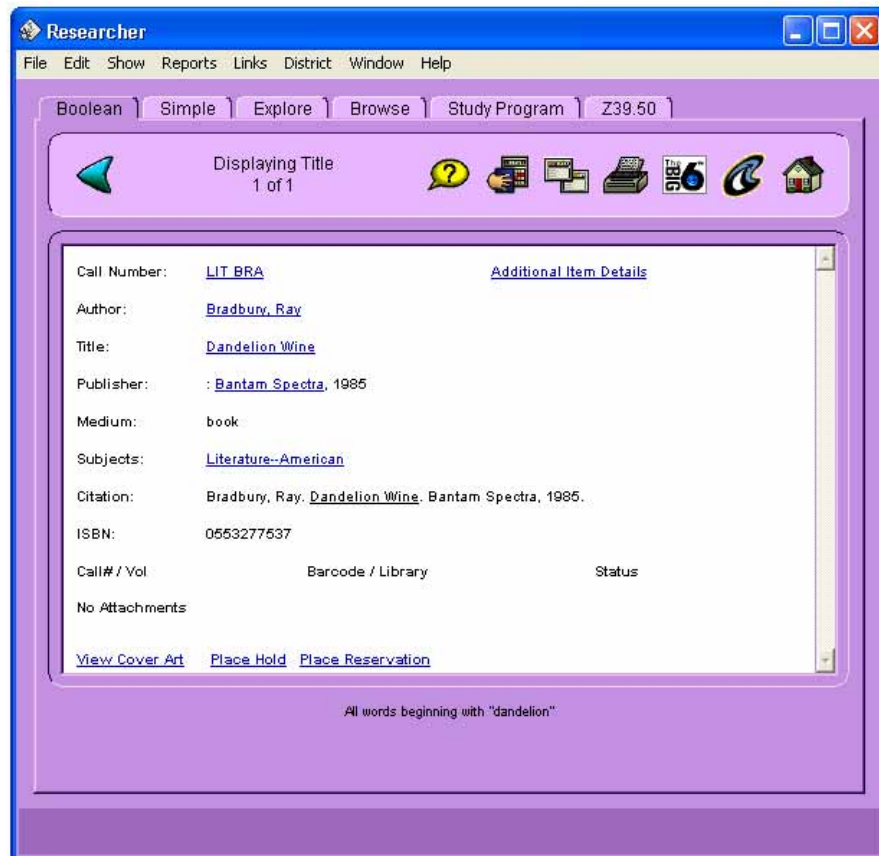 Researcher
File Edit Show Reports Links District Window Help
Boolean Simple Explore Browse Study Program Z39.50
Displaying Title
1 of 1
?
The BIG 6
Call Number: LIT BRA Additional Item Details
Author: Bradbury, Ray
Title: Dandelion Wine
Publisher: : Bantam Spectra, 1985
Medium: book
Subjects: Literature--American
Citation: Bradbury, Ray. Dandelion Wine. Bantam Spectra, 1985.
ISBN: 0553277537
Call# / Vol Barcode / Library Status
No Attachments
View Cover Art Place Hold Place Reservation
All words beginning with "dandelion"